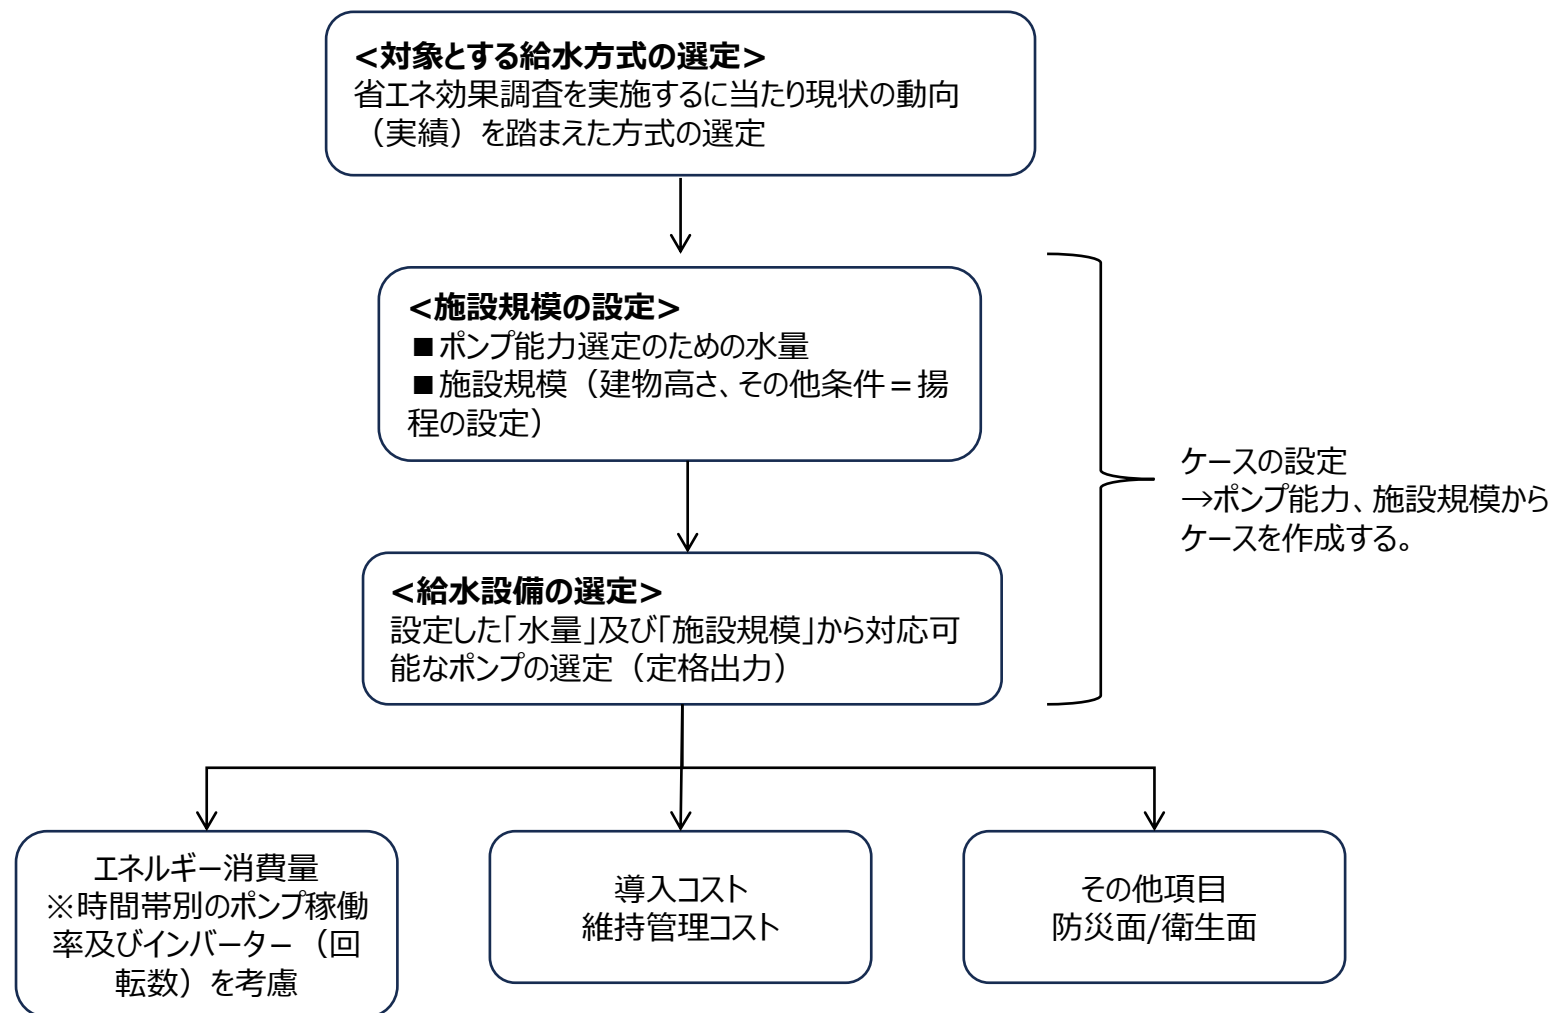 <対象とする給水方式の選定>
省エネ効果調査を実施するに当たり現状の動向
（実績）を踏まえた方式の選定
<施設規模の設定>
■ポンプ能力選定のための水量
■施設規模（建物高さ、その他条件＝揚
程の設定）
ケースの設定
→ポンプ能力、施設規模から
ケースを作成する。
<給水設備の選定>
設定した「水量」及び「施設規模」から対応可
能なポンプの選定（定格出力）
エネルギー消費量
※時間帯別のポンプ稼働
率及びインバーター（回
転数）を考慮
導入コスト
維持管理コスト
その他項目
防災面/衛生面